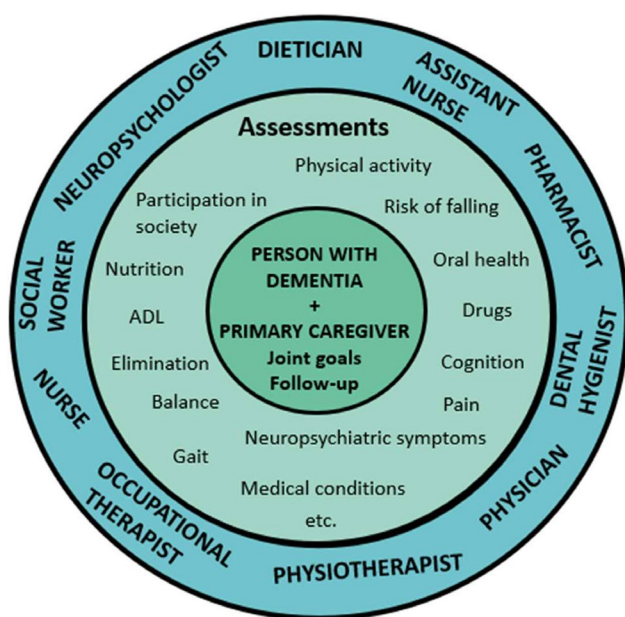 DIETICIAN
ASSISTANT
NURSE
PHARMACIST
DENTAL
HYGIENIST
PHYSICIAN
PHYSIOTHERAPIST
OCCUPATIONAL
THERAPIST
NURSE
SOCIAL
WORKER
NEUROPSYCHOLOGIST
Assessments
Physical activity
Participation in
society
Risk of falling
Nutrition
Oral health
ADL
Drugs
Elimination
Cognition
Balance
Pain
Neuropsychiatric symptoms
Gait
Medical conditions
etc.
PERSON WITH
DEMENTIA
+
PRIMARY CAREGIVER
Joint goals
Follow-up